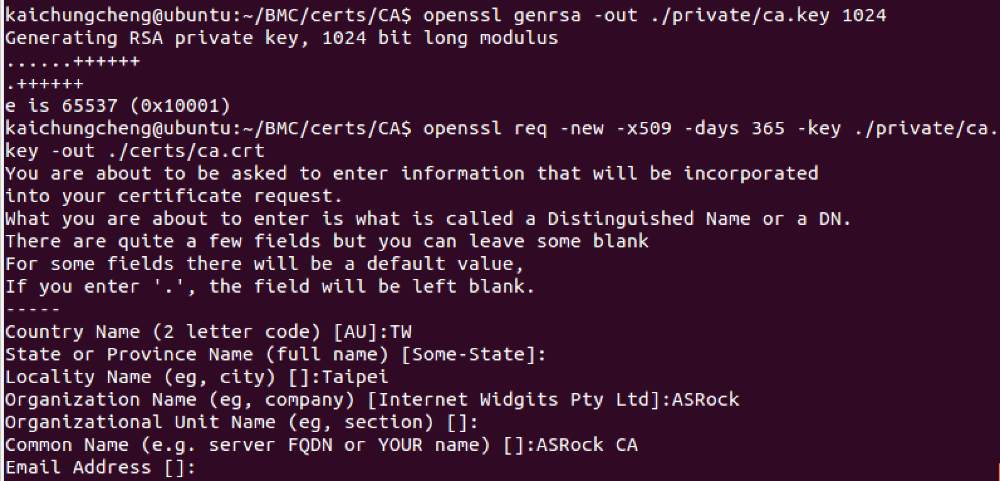 kaichungcheng@ubuntu:~/BMC/certs/CA$ openssl genrsa -out ./private/ca.key 1024
Generating RSA private key, 1024 bit long modulus
......++++++
.++++++
e is 65537 (0x10001)
kaichungcheng@ubuntu:~/BMC/certs/CA$ openssl req -new -x509 -days 365 -key ./private/ca.
key -out ./certs/ca.crt
You are about to be asked to enter information that will be incorporated
into your certificate request.
What you are about to enter is what is called a Distinguished Name or a DN.
There are quite a few fields but you can leave some blank
For some fields there will be a default value,
If you enter '.', the field will be left blank.
-----
Country Name (2 letter code) [AU]:TW
State or Province Name (full name) [Some-State]:
Locality Name (eg, city) []:Taipei
Organization Name (eg, company) [Internet Widgits Pty Ltd]:ASRock
Organizational Unit Name (eg, section) []:
Common Name (e.g. server FQDN or YOUR name) []:ASRock CA
Email Address []: